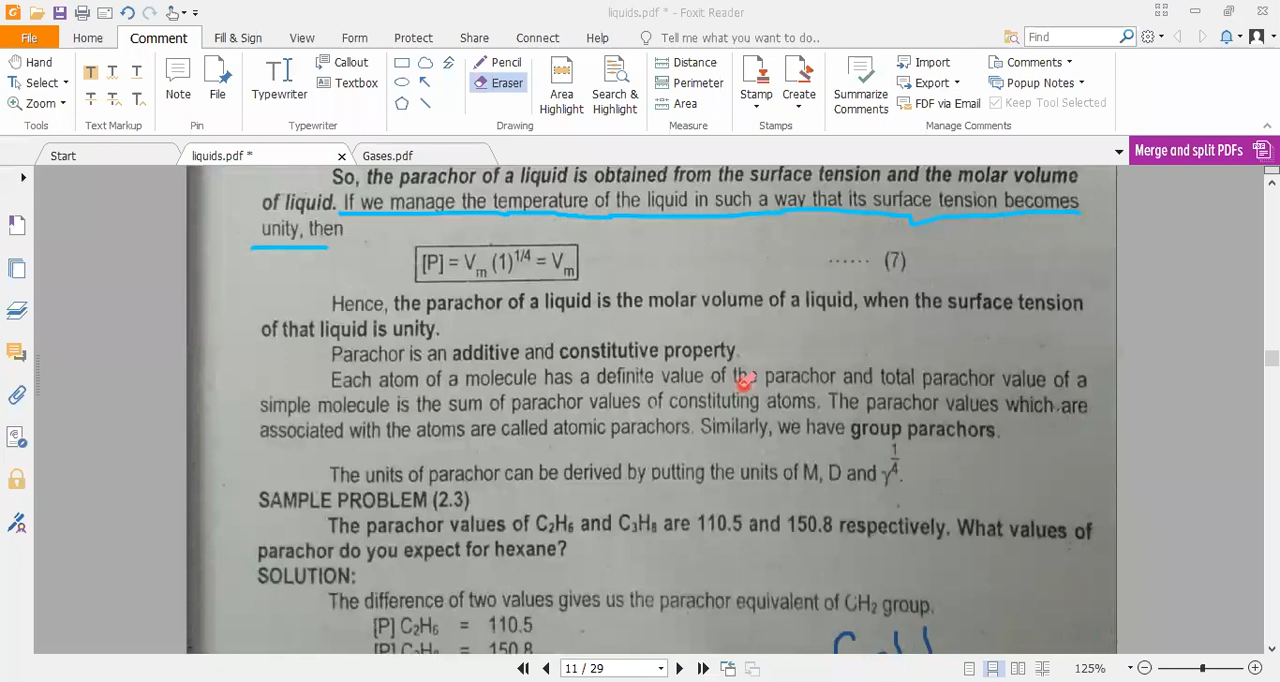 liquids.pdf * - Foxit Reader
File Home Comment Fill & Sign View Form Protect Share Connect Help Tell me what you want to do.. Find
Hand
Select
Zoom
Tools
Text Markup
Note
File
Pin
Typewriter
Callout
Textbox
Typewriter
Pencil
Eraser
Drawing
Area Highlight
Search & Highlight
Distance
Perimeter
Area
Measure
Stamp
Create
Stamps
Summarize Comments
Import
Export
FDF via Email
Comments
Popup Notes
Keep Tool Selected
Manage Comments
Start liquids.pdf * Gases.pdf Merge and split PDFs
So, the parachor of a liquid is obtained from the surface tension and the molar volume
of liquid. If we manage the temperature of the liquid in such a way that its surface tension becomes
unity, then
[P] = Vm (1)^1/4 = Vm ...... (7)
Hence, the parachor of a liquid is the molar volume of a liquid, when the surface tension
of that liquid is unity.
Parachor is an additive and constitutive property.
Each atom of a molecule has a definite value of the parachor and total parachor value of a
simple molecule is the sum of parachor values of constituting atoms. The parachor values which are
associated with the atoms are called atomic parachors. Similarly, we have group parachors.
The units of parachor can be derived by putting the units of M, D and γ^1/4.
SAMPLE PROBLEM (2.3)
The parachor values of C2H6 and C3H8 are 110.5 and 150.8 respectively. What values of
parachor do you expect for hexane?
SOLUTION:
The difference of two values gives us the parachor equivalent of CH2 group.
[P] C2H6 = 110.5
[P] C3H8 = 150.8
11 / 29 125%